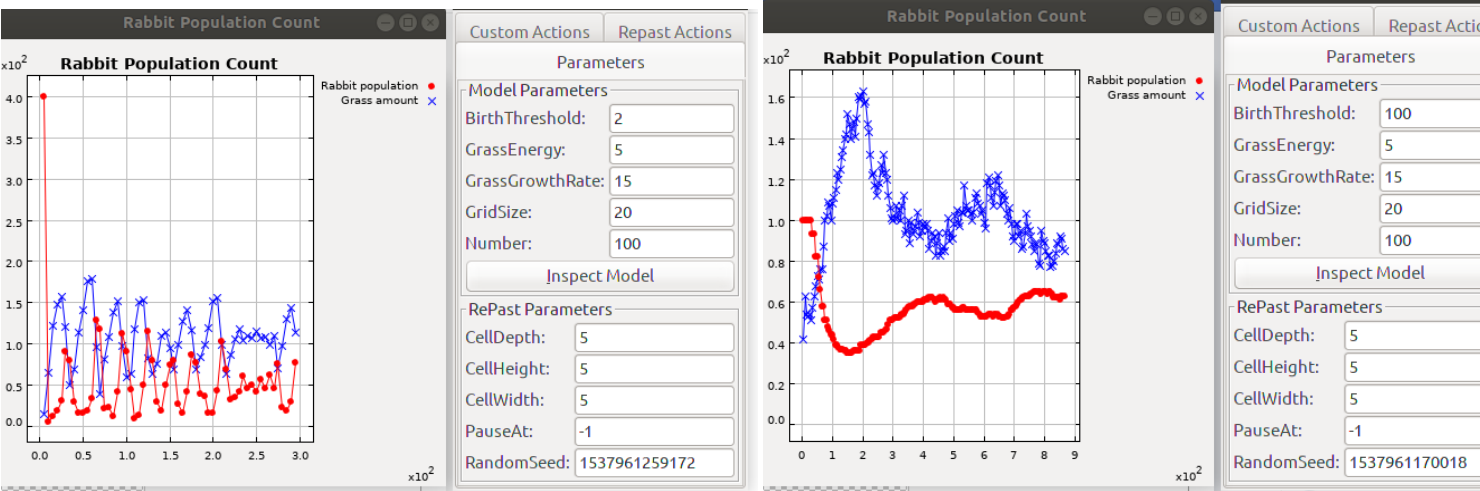 Rabbit Population Count
Rabbit Population Count
x10²
Rabbit population
Grass amount
4.0
3.5
3.0
2.5
2.0
1.5
1.0
0.5
0.0
0.0 0.5 1.0 1.5 2.0 2.5 3.0
x10²
Custom Actions Repast Actions
Parameters
Model Parameters
BirthThreshold: 2
GrassEnergy: 5
GrassGrowthRate: 15
GridSize: 20
Number: 100
Inspect Model
RePast Parameters
CellDepth: 5
CellHeight: 5
CellWidth: 5
PauseAt: -1
RandomSeed: 1537961259172
Rabbit Population Count
Rabbit Population Count
x10²
Rabbit population
Grass amount
1.6
1.4
1.2
1.0
0.8
0.6
0.4
0.2
0.0
0 1 2 3 4 5 6 7 8 9
x10²
Custom Actions Repast Actio
Parameters
Model Parameters
BirthThreshold: 100
GrassEnergy: 5
GrassGrowthRate: 15
GridSize: 20
Number: 100
Inspect Model
RePast Parameters
CellDepth: 5
CellHeight: 5
CellWidth: 5
PauseAt: -1
RandomSeed: 1537961170018